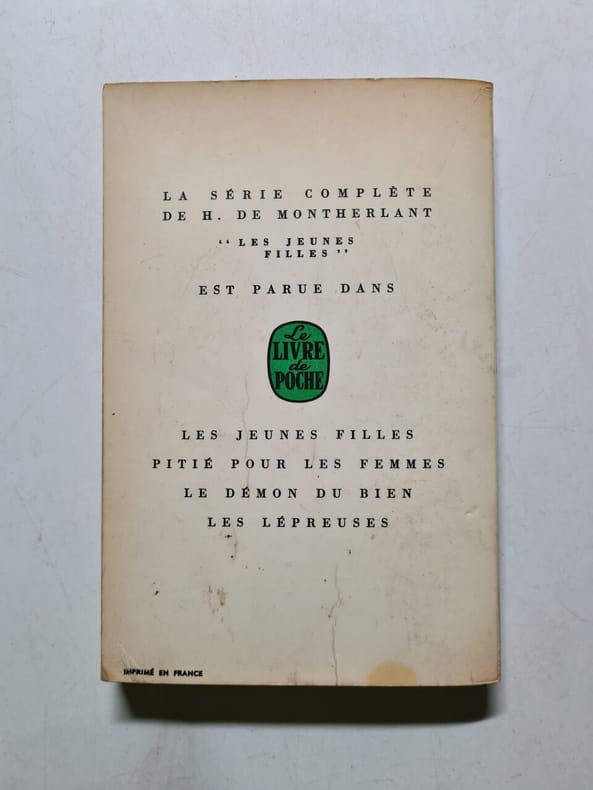 LA SÉRIE COMPLÈTE
DE H. DE MONTHERLANT
“LES JEUNES
FILLES”
EST PARUE DANS
Le
LIVRE
de
POCHE
LES JEUNES FILLES
PITIÉ POUR LES FEMMES
LE DÉMON DU BIEN
LES LÉPREUSES
IMPRIMÉ EN FRANCE